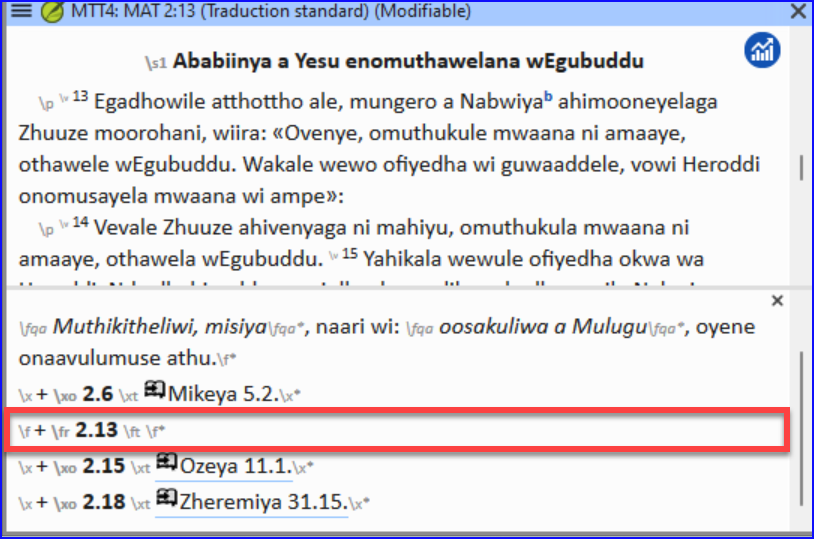 MTT4: MAT 2:13 (Traduction standard) (Modifiable)
\s1 Ababiinya a Yesu enomuthawelana wEgubuddu
\p \v 13 Egadhowile atthottho ale, mungero a Nabwiyab ahimooneyelaga
Zhuuze moorohani, wiira: «Ovenye, omuthukule mwaana ni amaaye,
othawele wEgubuddu. Wakale wewo ofiyedha wi guwaaddele, vowi Heroddi
onomusayela mwaana wi ampe»:
\p \v 14 Vevale Zhuuze ahivenyaga ni mahiyu, omuthukula mwaana ni
amaaye, othawela wEgubuddu. \v 15 Yahikala wewule ofiyedha okwa wa
\fqa Muthikitheliwi, misiya\fqa*, naari wi: \fqa oosakuliwa a Mulugu\fqa*, oyene
onaavulumuse athu.\f*
\x + \xo 2.6 \xt Mikeya 5.2.\x*
\f + \fr 2.13 \ft \f*
\x + \xo 2.15 \xt Ozeya 11.1.\x*
\x + \xo 2.18 \xt Zheremiya 31.15.\x*